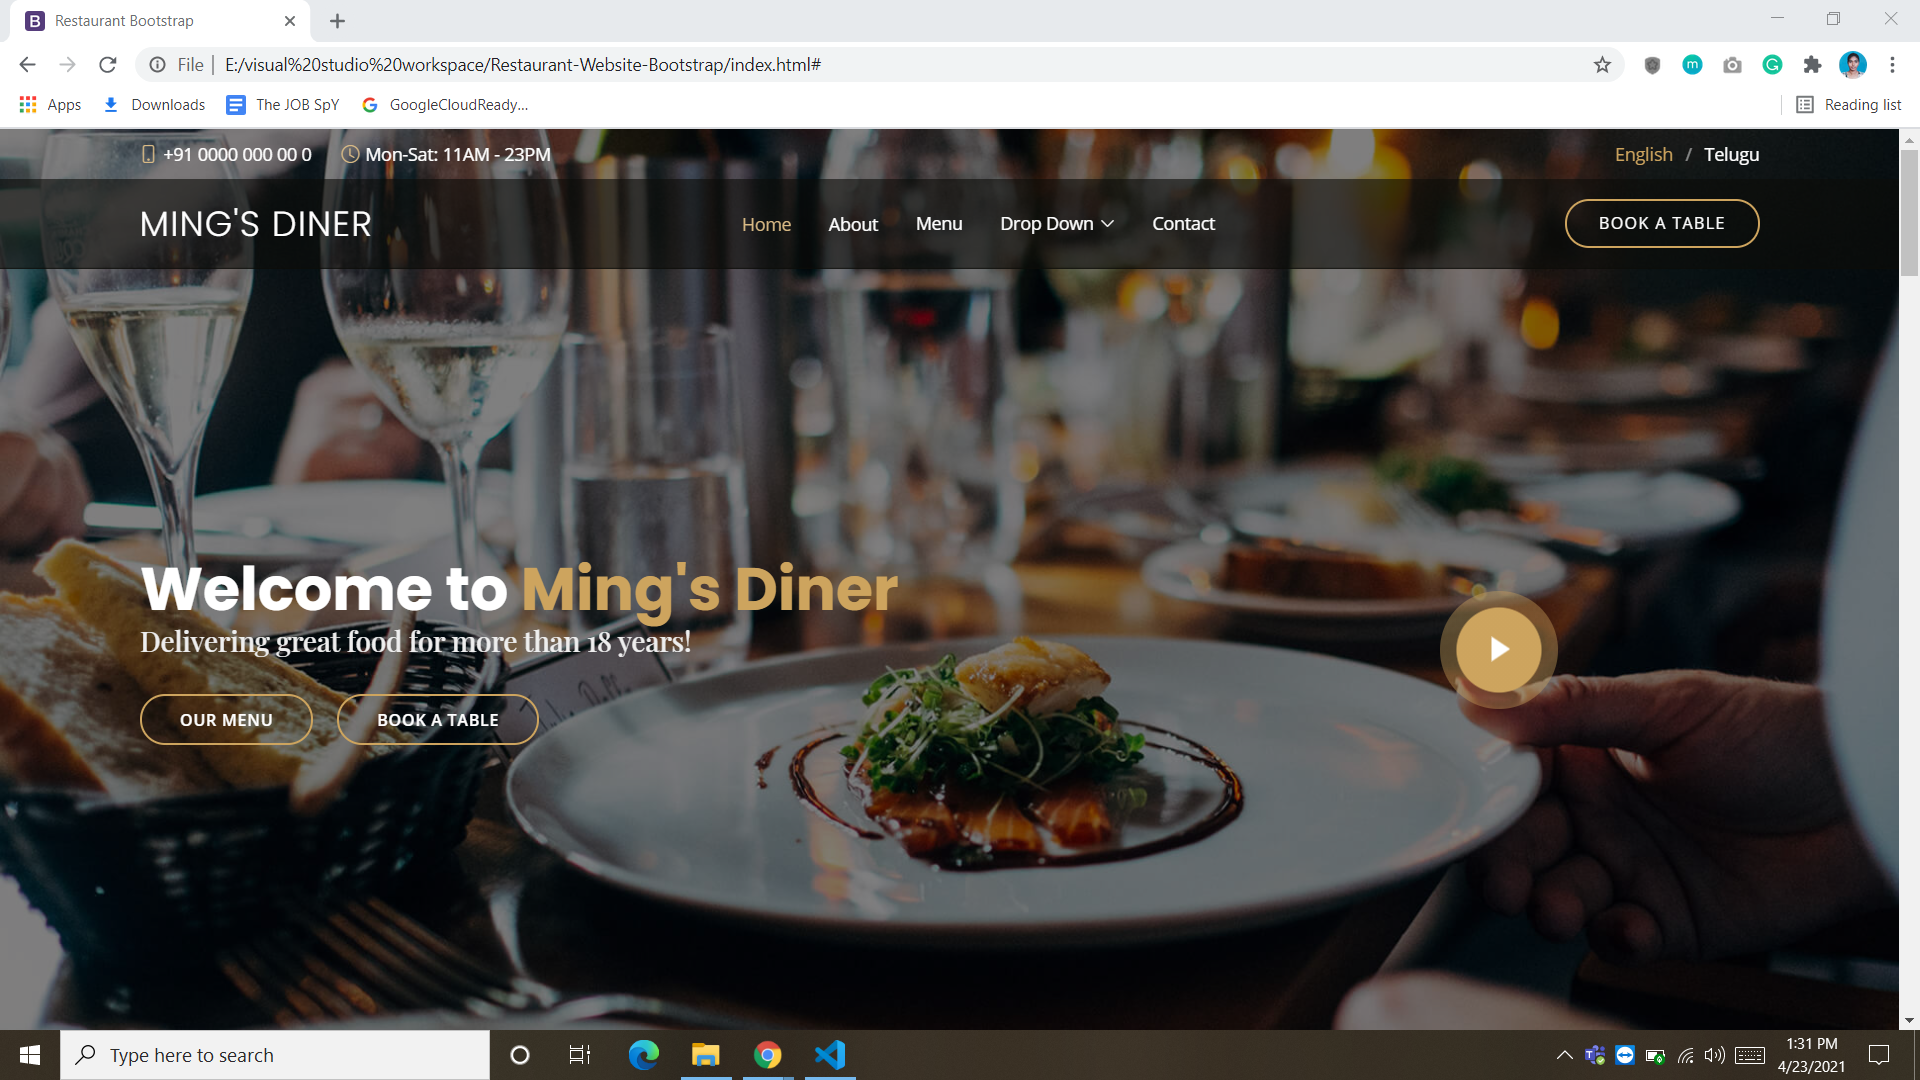 Restaurant Bootstrap
File | E:/visual%20studio%20workspace/Restaurant-Website-Bootstrap/index.html#
Apps Downloads The JOB SpY GoogleCloudReady... Reading list
+91 0000 000 00 0 Mon-Sat: 11AM - 23PM English / Telugu
MING'S DINER Home About Menu Drop Down Contact BOOK A TABLE
Welcome to Ming's Diner
Delivering great food for more than 18 years!
OUR MENU BOOK A TABLE
Type here to search
1:31 PM
4/23/2021